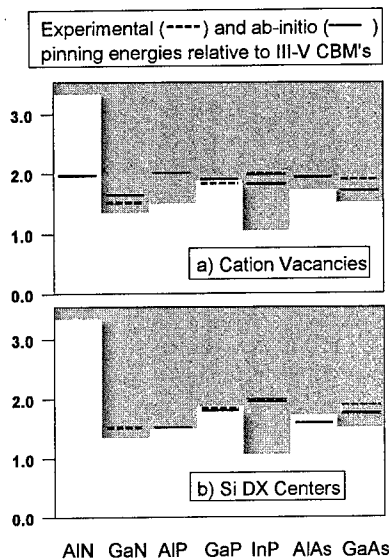 Experimental (----) and ab-initio (—)
pinning energies relative to III-V CBM's
3.0
2.0
1.0
0.0
a) Cation Vacancies
3.0
2.0
1.0
0.0
b) Si DX Centers
AlN GaN AlP GaP InP AlAs GaAs